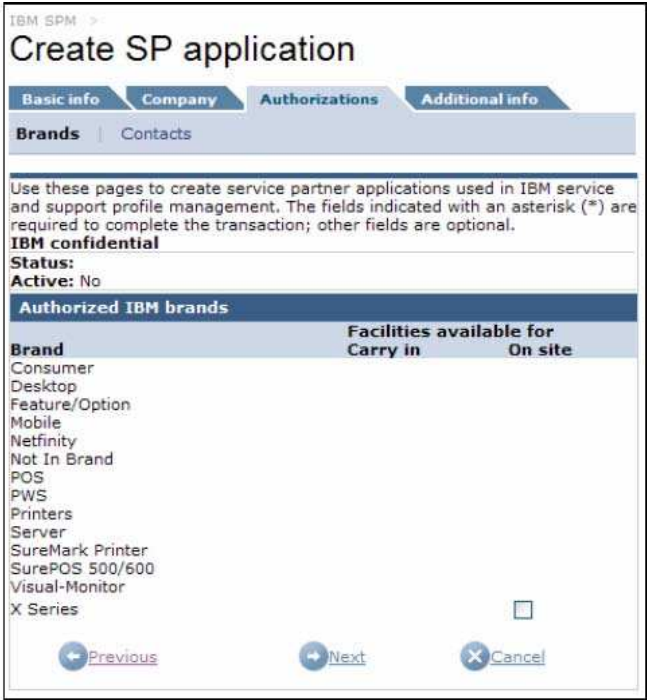 IBM SPM >
Create SP application
Basic info Company Authorizations Additional info
Brands | Contacts
Use these pages to create service partner applications used in IBM service
and support profile management. The fields indicated with an asterisk (*) are
required to complete the transaction; other fields are optional.
IBM confidential
Status:
Active: No
Authorized IBM brands
Facilities available for
Brand Carry in On site
Consumer
Desktop
Feature/Option
Mobile
Netfinity
Not In Brand
POS
PWS
Printers
Server
SureMark Printer
SurePOS 500/600
Visual-Monitor
X Series
Previous Next Cancel